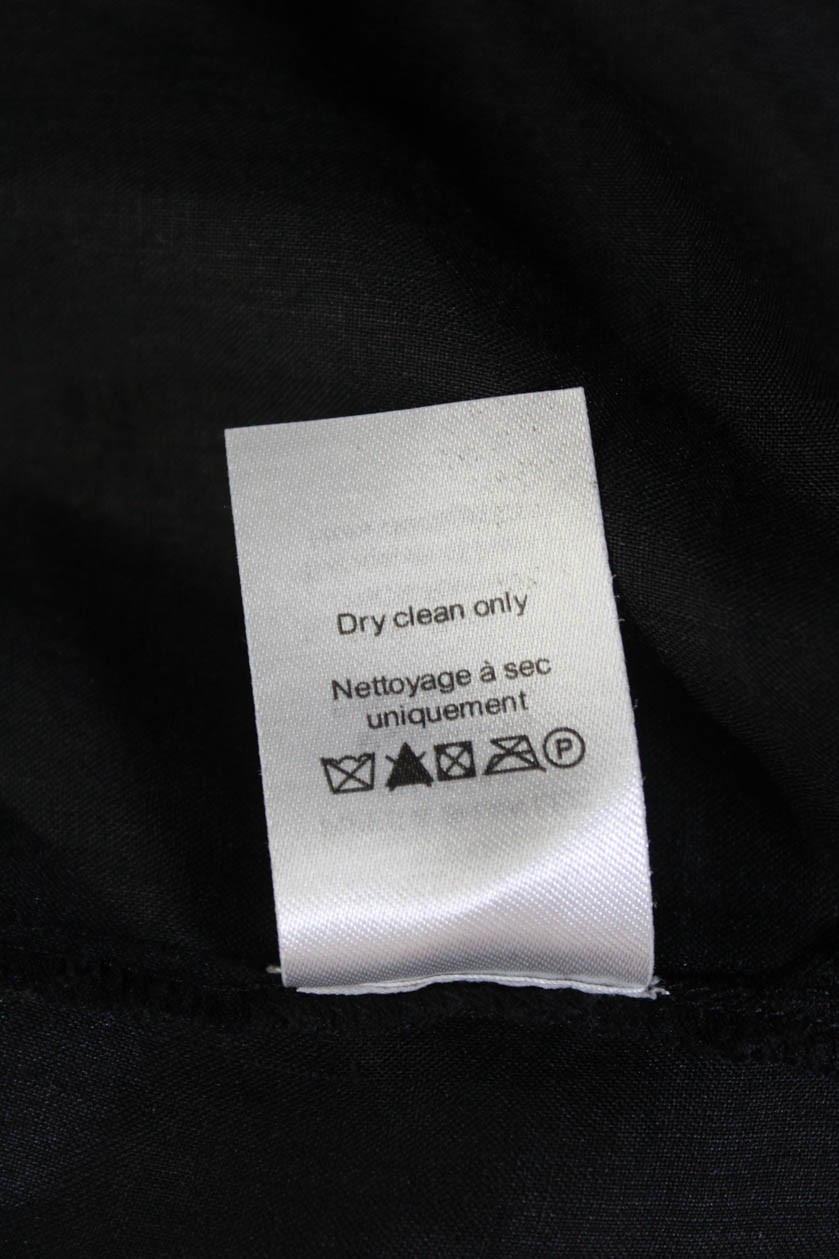 Dry clean only
Nettoyage à sec
uniquement
P